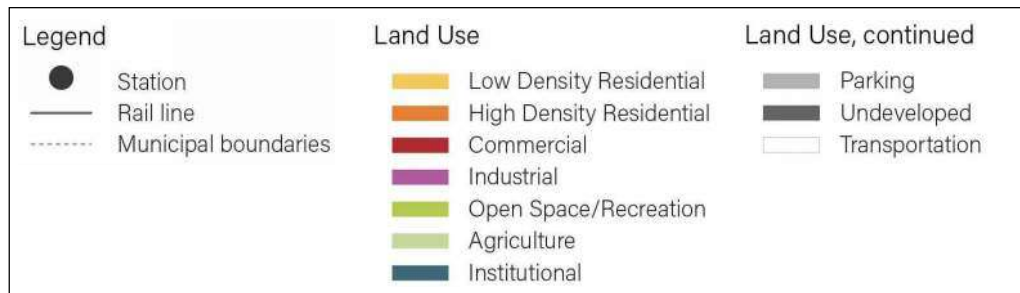 Legend
Station
Rail line
Municipal boundaries
Land Use
Low Density Residential
High Density Residential
Commercial
Industrial
Open Space/Recreation
Agriculture
Institutional
Land Use, continued
Parking
Undeveloped
Transportation